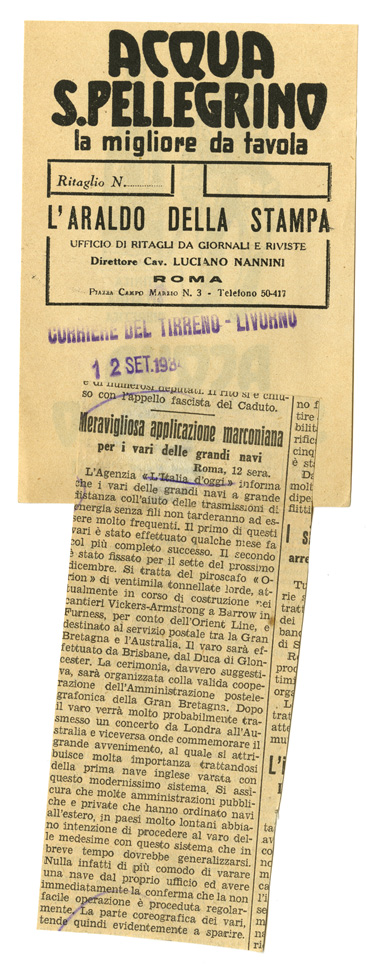 ACQUA
S.PELLEGRINO
la migliore da tavola
Ritaglio N.
L'ARALDO DELLA STAMPA
UFFICIO DI RITAGLI DA GIORNALI E RIVISTE
Direttore Cav. LUCIANO NANNINI
ROMA
PIAZZA CAMPO MARZIO N. 3 - Telefono 50-417
CORRIERE DEL TIRRENO - LIVORNO
12 SET. 193
e di numerosi deputati. Il rito si è chiu-
so con l'appello fascista del Caduto.
Meravigliosa applicazione marconiana
per i vari delle grandi navi
Roma, 12 sera.
L'Agenzia «L'Italia d'oggi» informa
che i vari delle grandi navi a grande
distanza coll'aiuto delle trasmissioni di
energia senza fili non tarderanno ad es-
sere molto frequenti. Il primo di questi
vari è stato effettuato qualche mese fa
col più completo successo. Il secondo
è stato fissato per il sette del prossimo
dicembre. Si tratta del piroscafo «O-
rion» di ventimila tonnellate lorde, at-
tualmente in corso di costruzione nei
cantieri Vickers-Armstrong a Barrow in
Furness, per conto dell'Orient Line, e
destinato al servizio postale tra la Gran
Bretagna e l'Australia. Il varo sarà ef-
fettuato da Brisbane, dal Duca di Glon-
cester. La cerimonia, davvero suggesti-
va, sarà organizzata colla valida coope-
razione dell'Amministrazione postele-
grafonica della Gran Bretagna. Dopo
il varo verrà molto probabilmente tra-
smesso un concerto da Londra all'Au-
stralia e viceversa onde commemorare il
grande avvenimento, al quale si attri-
buisce molta importanza trattandosi
della prima nave inglese varata con
questo modernissimo sistema. Si assi-
cura che molte amministrazioni pubbli-
che e private che hanno ordinato navi
all'estero, in paesi molto lontani abbia-
no intenzione di procedere al varo del-
le medesime con questo sistema che in
breve tempo dovrebbe generalizzarsi.
Nulla infatti di più comodo di varare
una nave dal proprio ufficio ed avere
immediatamente la conferma che la non
facile operazione è proceduta regolar-
mente. La parte coreografica dei vari,
tende quindi evidentemente a sparire.